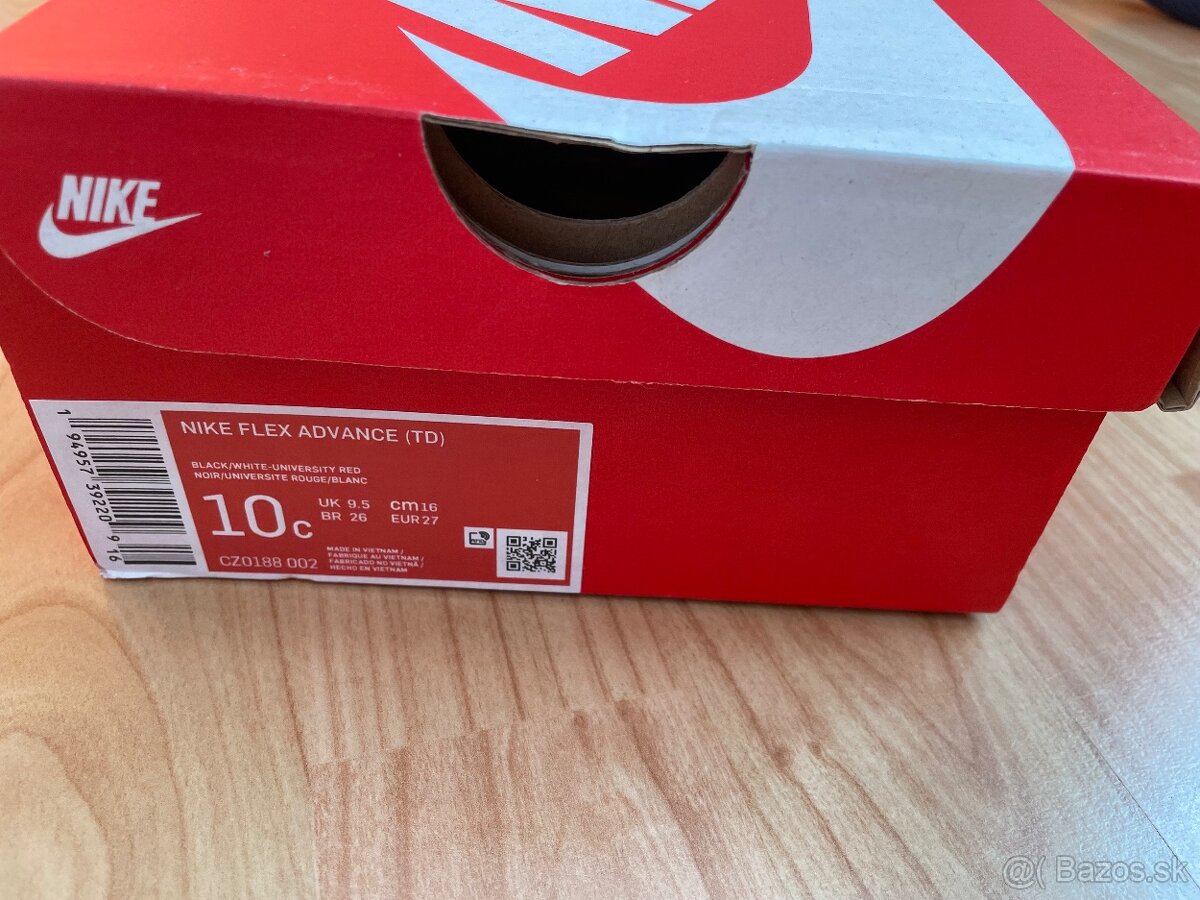 NIKE
NIKE FLEX ADVANCE (TD)
BLACK/WHITE-UNIVERSITY RED
NOIR/UNIVERSITE ROUGE/BLANC
10C
UK 9.5 cm16
BR 26 EUR27
CZ0188 002
MADE IN VIETNAM /
FABRIQUE AU VIETNAM /
FABRICADO NO VIETNÃ /
HECHO EN VIETNAM
1 94957 39220 9 16
@( Bazos.sk